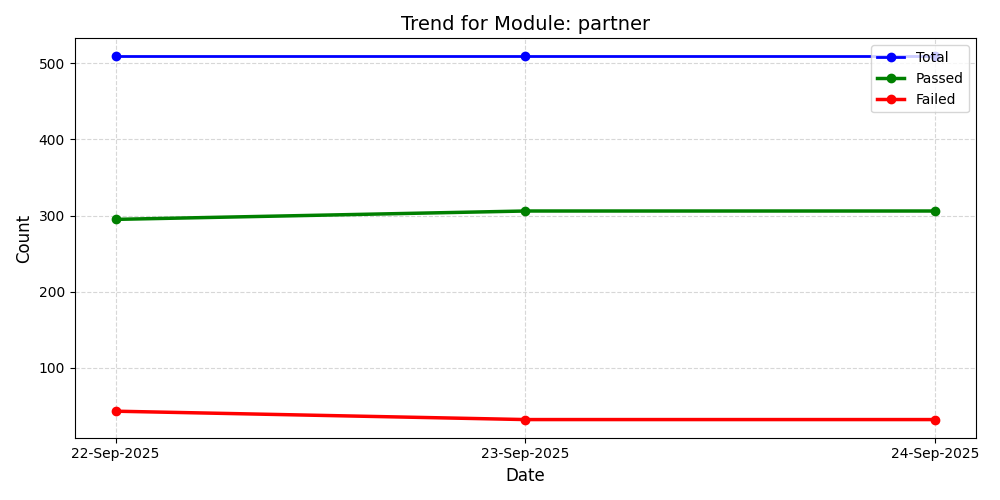 Trend for Module: partner
500
400
300
200
100
Count
Total
Passed
Failed
22-Sep-2025
23-Sep-2025
24-Sep-2025
Date